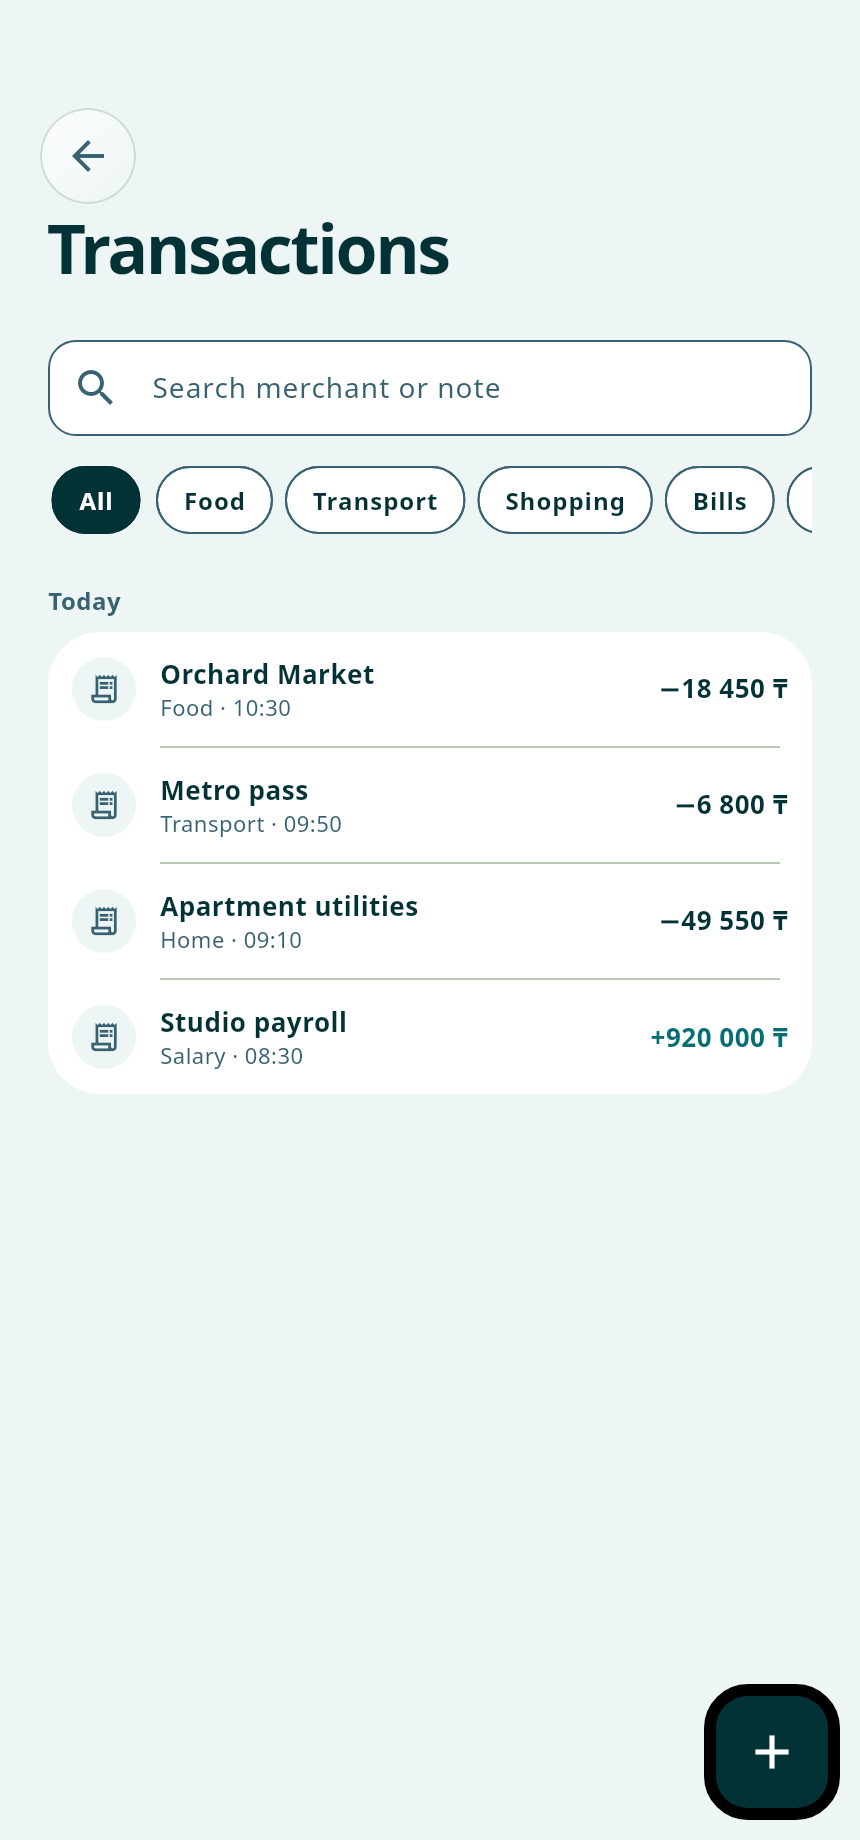 Transactions
Search merchant or note
All Food Transport Shopping Bills
Today
Orchard Market
Food · 10:30
−18 450 ₸
Metro pass
Transport · 09:50
−6 800 ₸
Apartment utilities
Home · 09:10
−49 550 ₸
Studio payroll
Salary · 08:30
+920 000 ₸